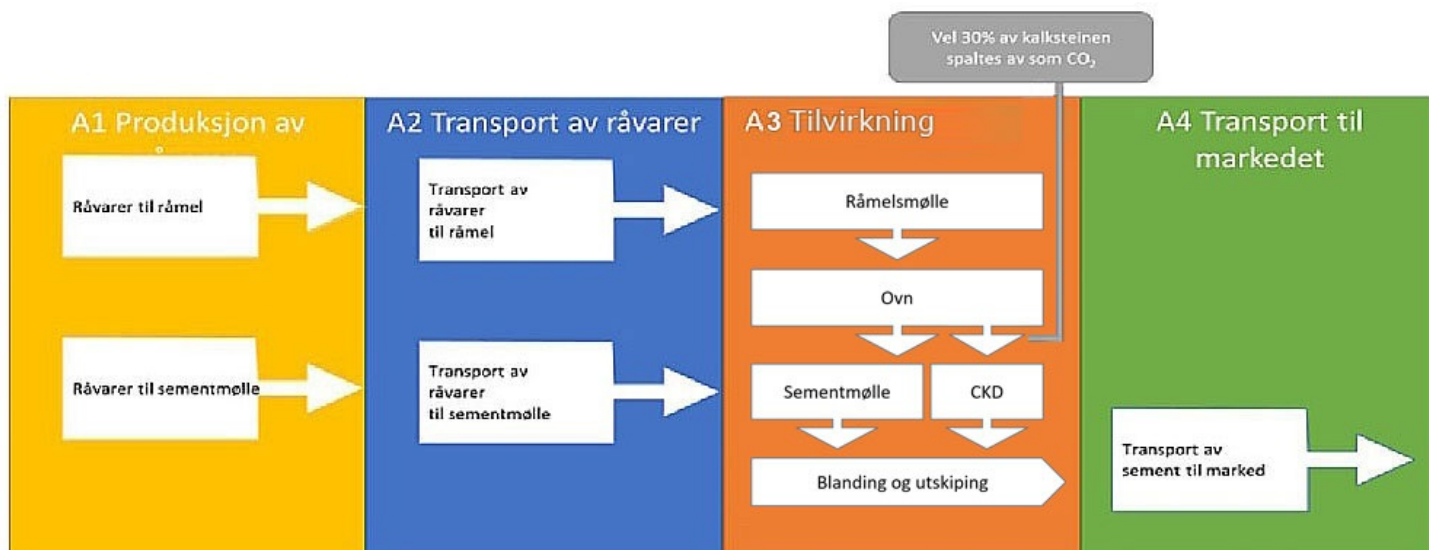 Vel 30% av kalksteinen
spaltes av som CO₂
A1 Produksjon av
Råvarer til råmel
Råvarer til sementmølle
A2 Transport av råvarer
Transport av
råvarer
til råmel
Transport av
råvarer
til sementmølle
A3 Tilvirkning
Råmelsmølle
Ovn
Sementmølle
CKD
Blanding og utskiping
A4 Transport til
markedet
Transport av
sement til marked